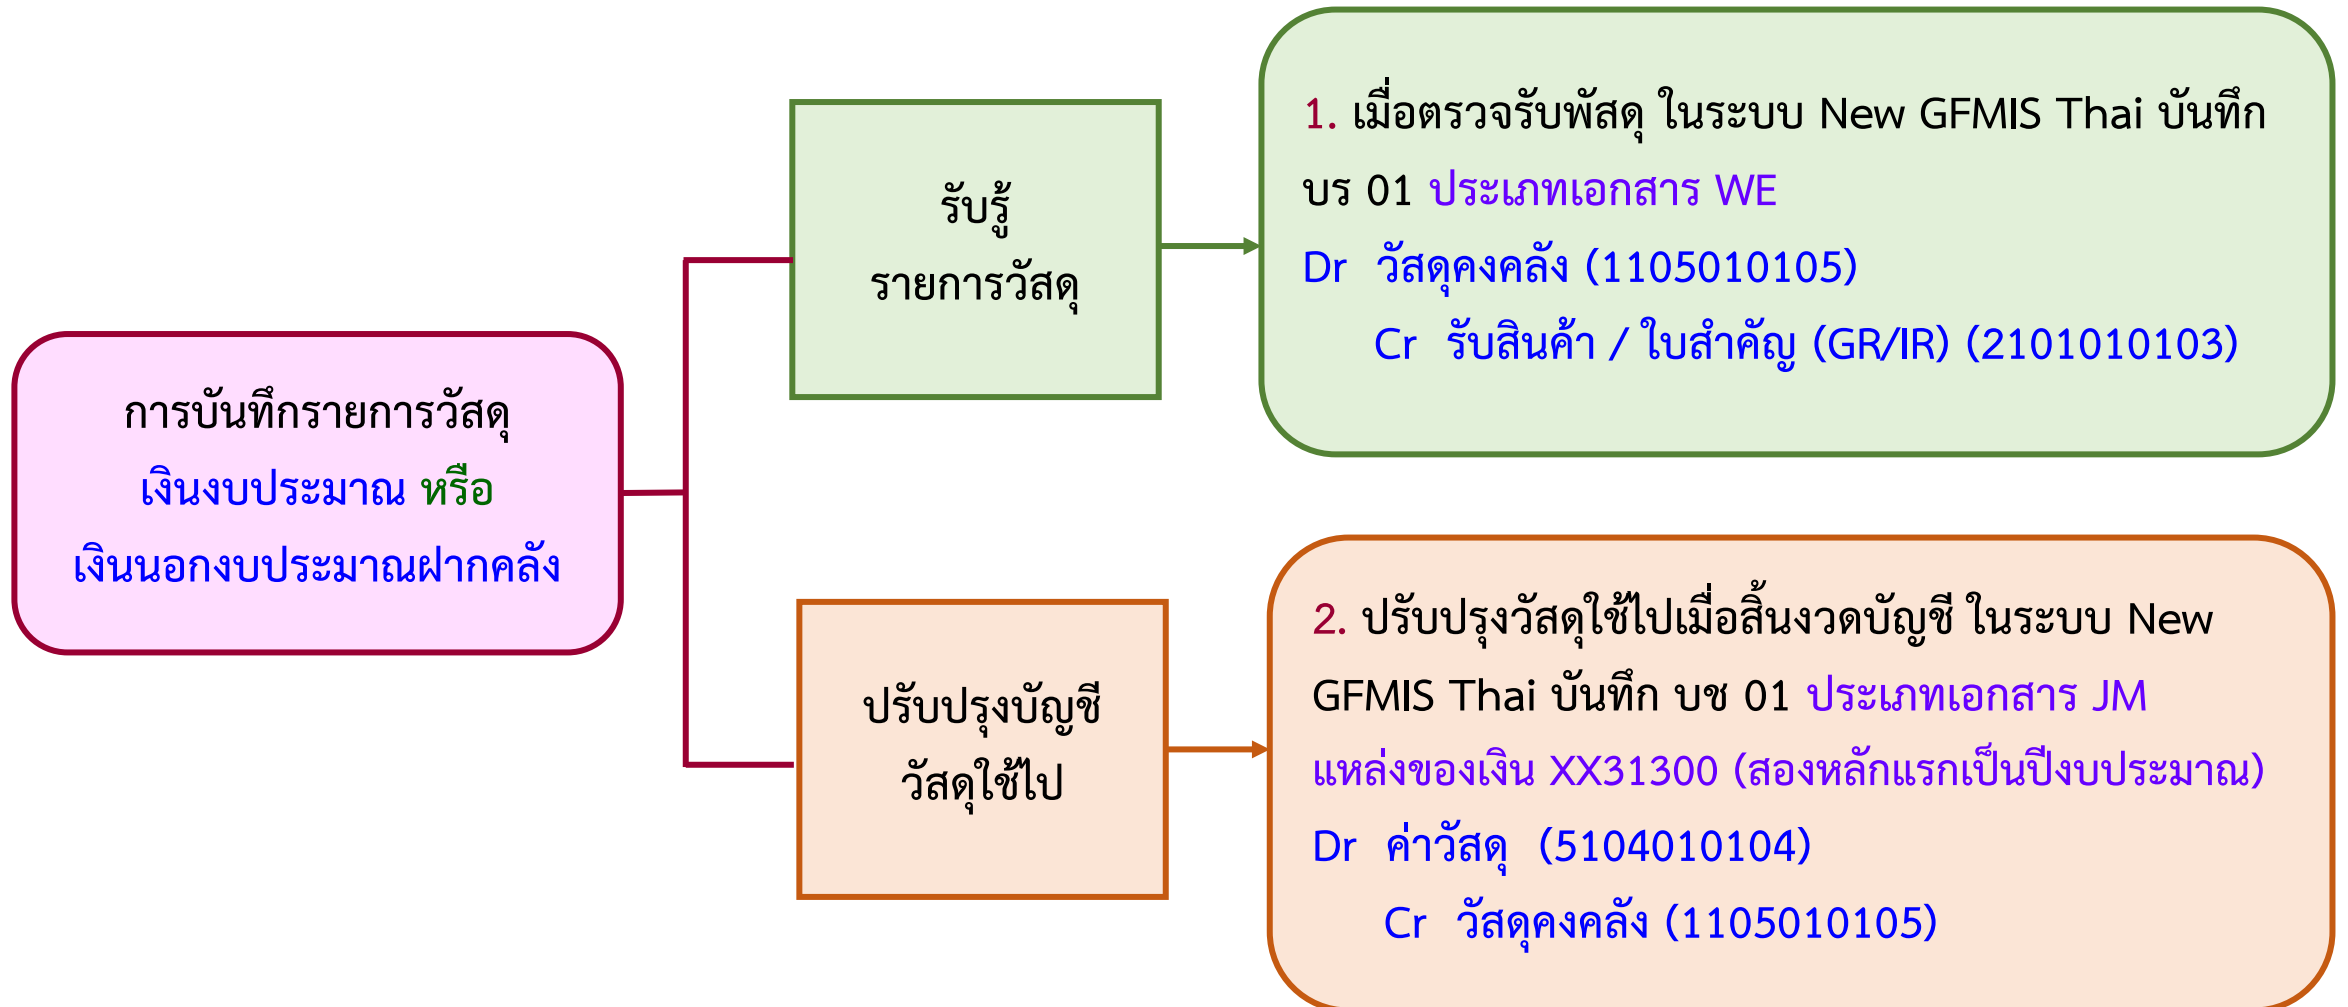 การบันทึกรายการวัสดุ
เงินงบประมาณ หรือ
เงินนอกงบประมาณฝากคลัง
รับรู้
รายการวัสดุ
1. เมื่อตรวจรับพัสดุ ในระบบ New GFMIS Thai บันทึก
บร 01 ประเภทเอกสาร WE
Dr วัสดุคงคลัง (1105010105)
Cr รับสินค้า / ใบสำคัญ (GR/IR) (2101010103)
ปรับปรุงบัญชี
วัสดุใช้ไป
2. ปรับปรุงวัสดุใช้ไปเมื่อสิ้นงวดบัญชี ในระบบ New
GFMIS Thai บันทึก บช 01 ประเภทเอกสาร JM
แหล่งของเงิน XX31300 (สองหลักแรกเป็นปีงบประมาณ)
Dr ค่าวัสดุ (5104010104)
Cr วัสดุคงคลัง (1105010105)